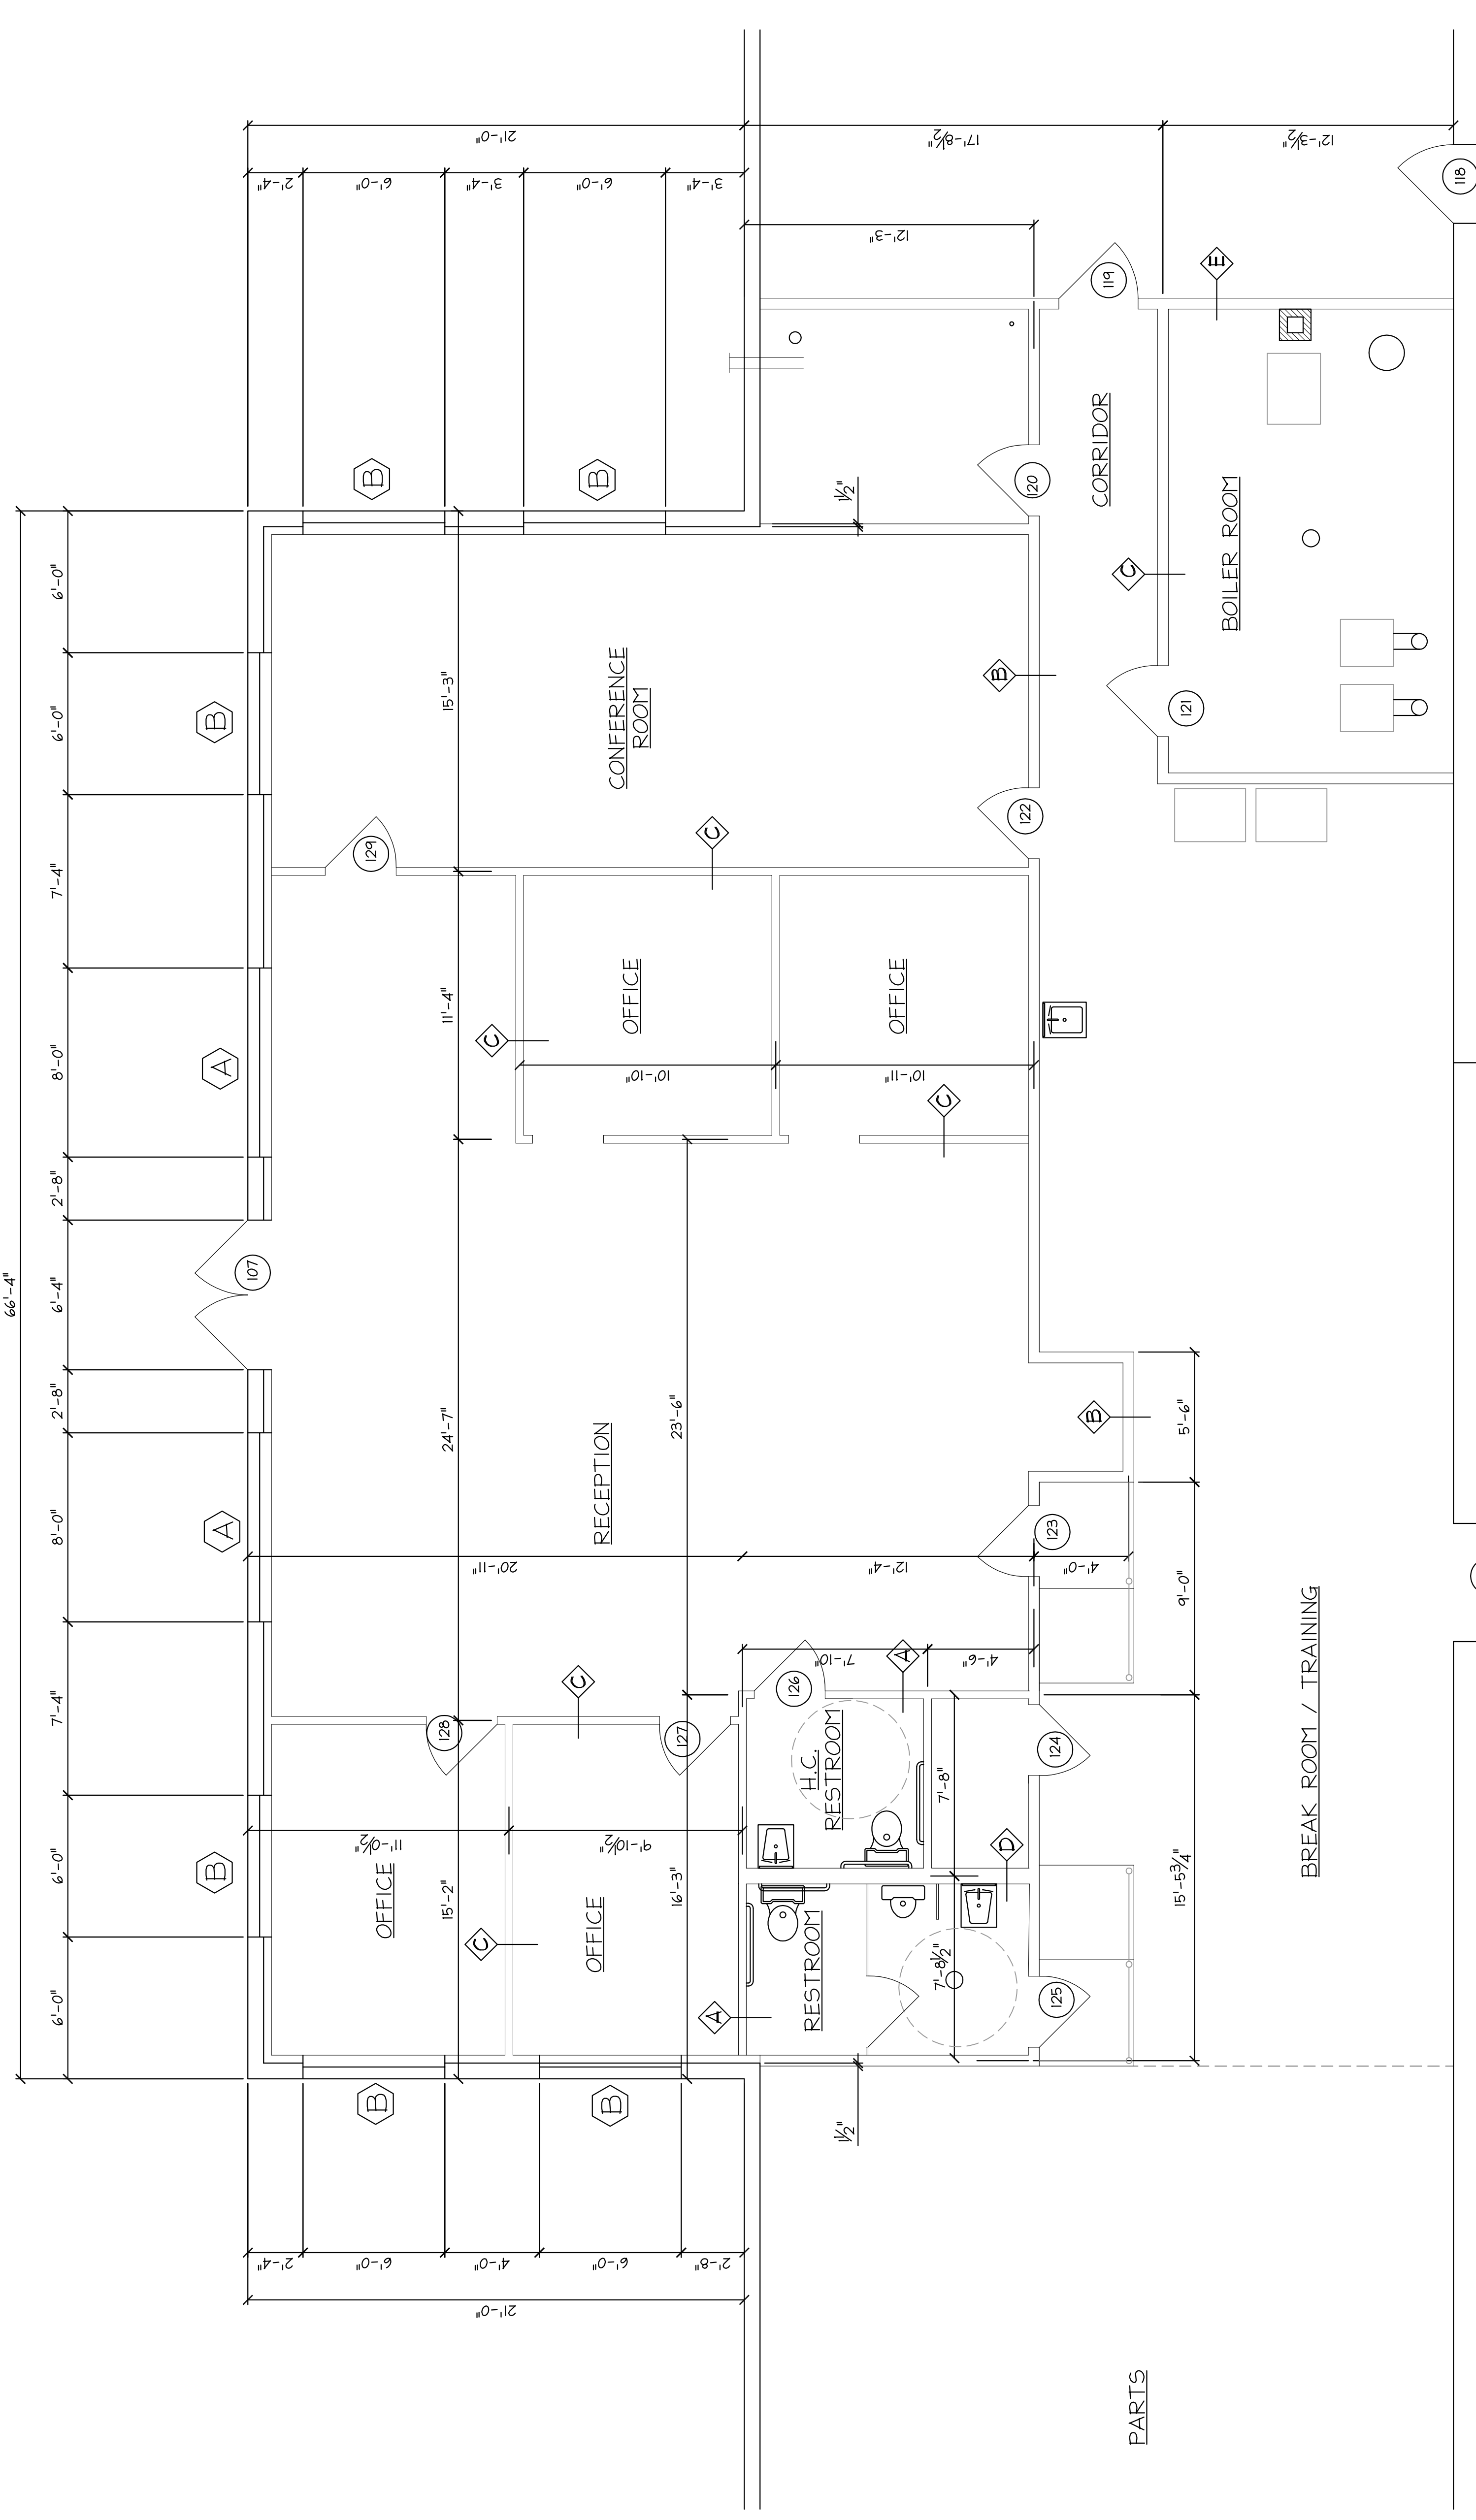 66'-4"
6'-0"
6'-0"
7'-4"
8'-0"
2'-8"
6'-4"
2'-8"
8'-0"
7'-4"
6'-0"
6'-0"
B
A
107
A
B
21'-0"
2'-4"
6'-0"
3'-4"
6'-0"
3'-4"
17'-8½"
12'-3½"
12'-3"
118
119
E
B
B
½"
120
CORRIDOR
C
BOILER ROOM
121
B
122
CONFERENCE
ROOM
15'-3"
129
C
11'-4"
OFFICE
OFFICE
C
10'-10"
10'-11"
C
24'-7"
23'-6"
RECEPTION
B
5'-6"
20'-11"
12'-4"
4'-0"
123
9'-0"
7'-10"
A
4'-6"
C
128
127
126
H.C.
RESTROOM
7'-8"
124
11'-0½"
9'-10½"
OFFICE
15'-2"
C
OFFICE
16'-3"
D
15'-5¾"
RESTROOM
A
7'-8½"
125
BREAK ROOM / TRAINING
B
B
1½"
2'-4"
6'-0"
4'-0"
6'-0"
2'-8"
21'-0"
PARTS